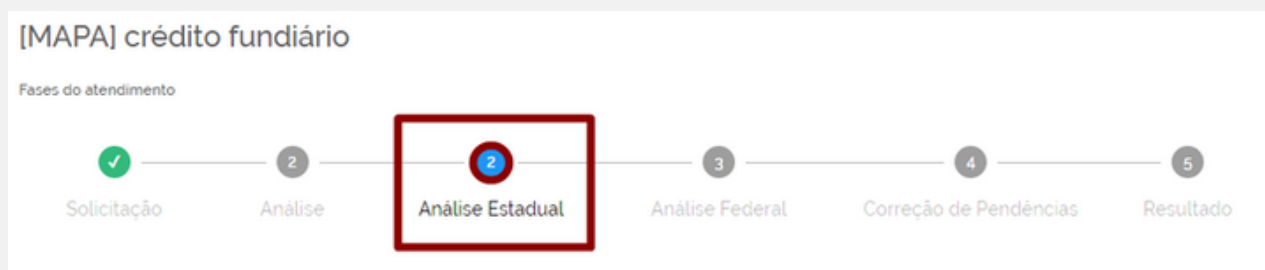 [MAPA] crédito fundiário
Fases do atendimento
✓ 2 2 3 4 5
Solicitação Análise Análise Estadual Análise Federal Correção de Pendências Resultado